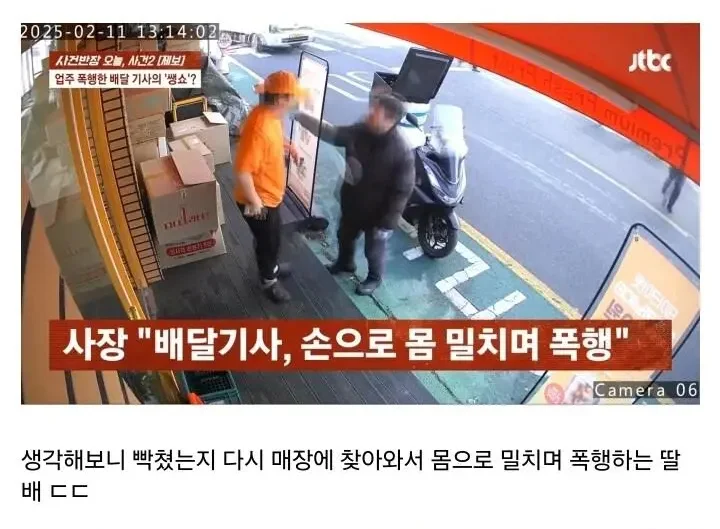 2025-02-11 13:14:02
사건반장 오늘, 사건2 [제보]
업주 폭행한 배달 기사의 '쌩쇼'?
jtbc
Premium Fresh Fruit
사장 "배달기사, 손으로 몸 밀치며 폭행"
Camera 06
생각해보니 빡쳤는지 다시 매장에 찾아와서 몸으로 밀치며 폭행하는 딸
배 ㄷㄷ